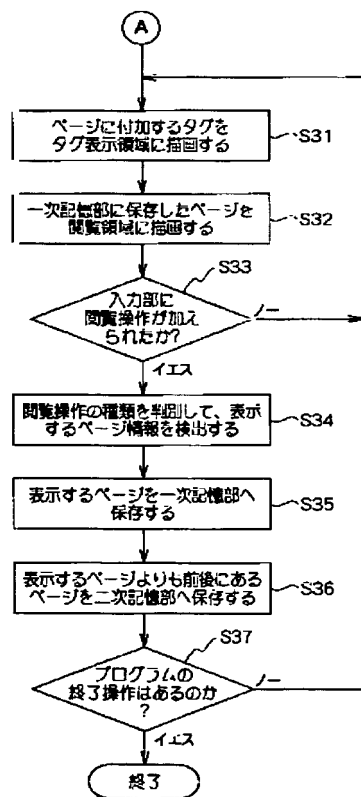 A
ページに付加するタグを
タグ表示領域に描画する
S31
一次記憶部に保存したページを
閲覧領域に描画する
S32
S33
入力部に
閲覧操作が加え
られたか?
ノー
イエス
閲覧操作の種類を判別して、表示
するページ情報を検出する
S34
表示するページを一次記憶部へ
保存する
S35
表示するページよりも前後にある
ページを二次記憶部へ保存する
S36
S37
プログラムの
終了操作はあるのか
?
ノー
イエス
終了